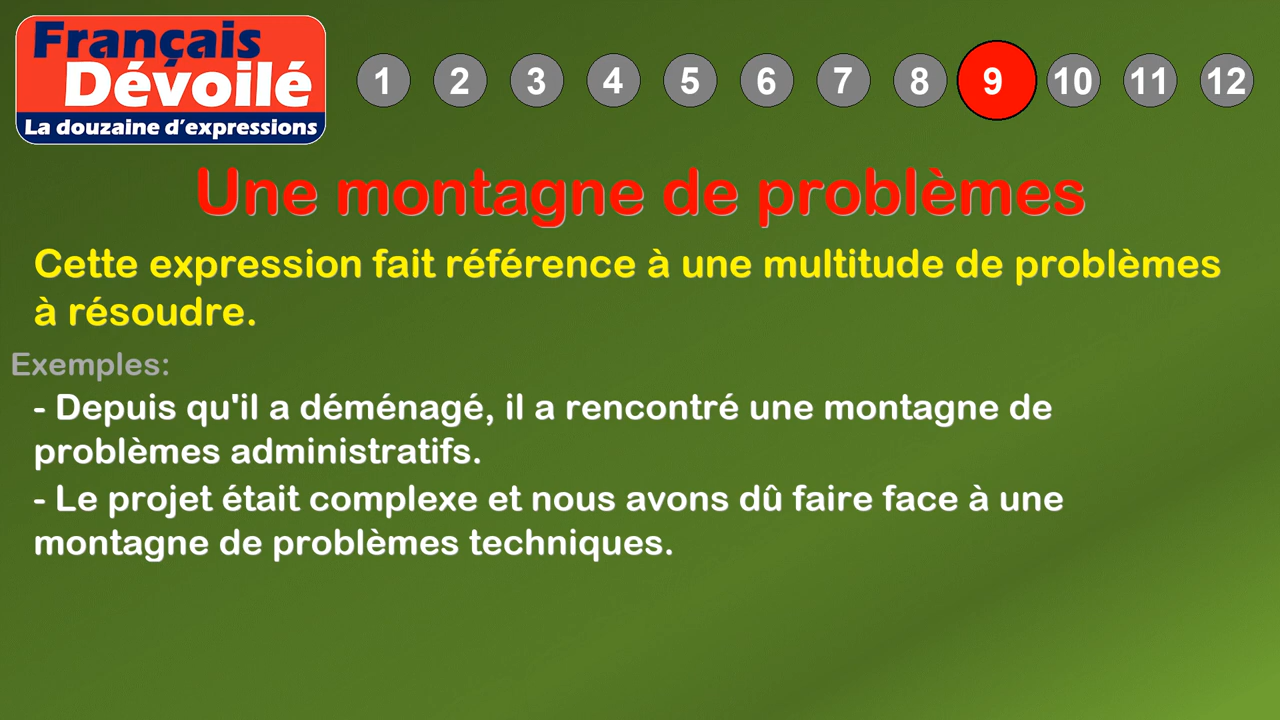 Français
Dévoilé
La douzaine d'expressions
1 2 3 4 5 6 7 8 9 10 11 12
Une montagne de problèmes
Cette expression fait référence à une multitude de problèmes
à résoudre.
Exemples:
- Depuis qu'il a déménagé, il a rencontré une montagne de
problèmes administratifs.
- Le projet était complexe et nous avons dû faire face à une
montagne de problèmes techniques.